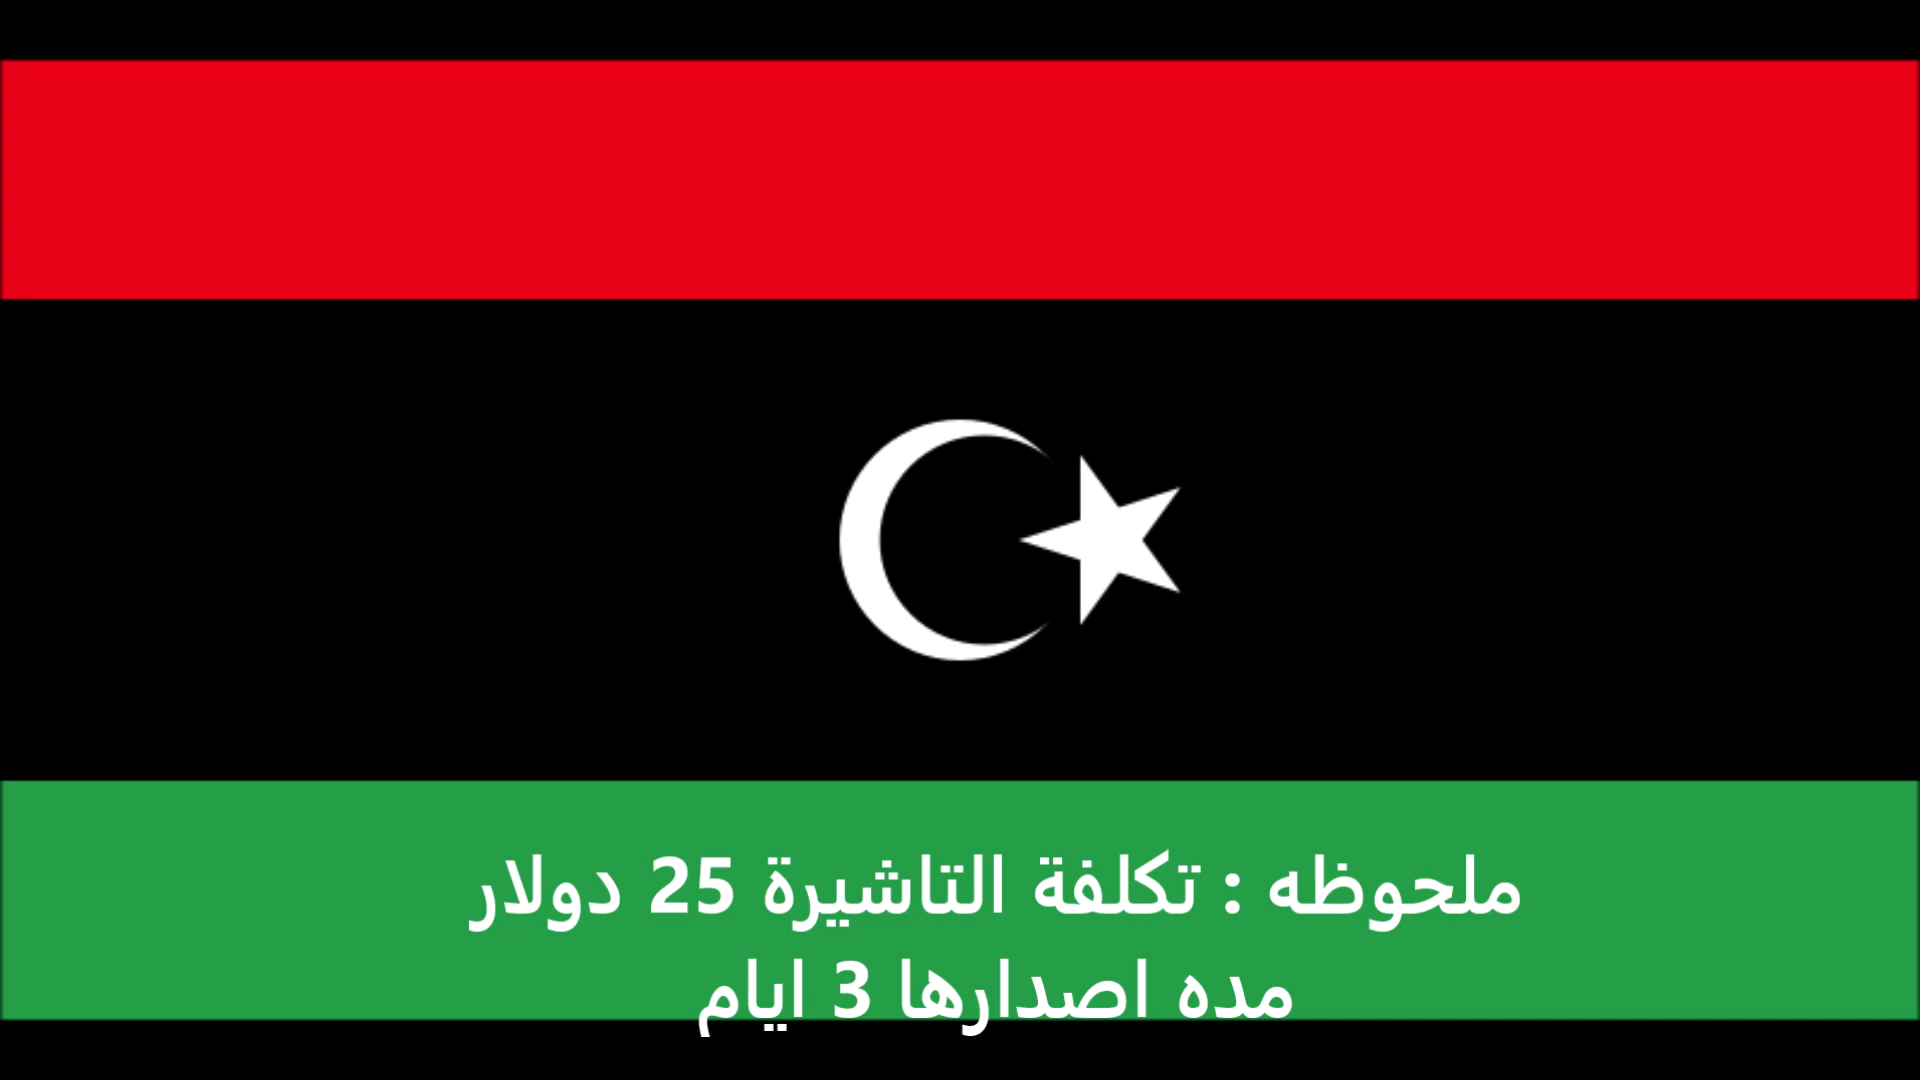 ملحوظه : تكلفة التاشيرة 25 دولار
مده اصدارها 3 ايام